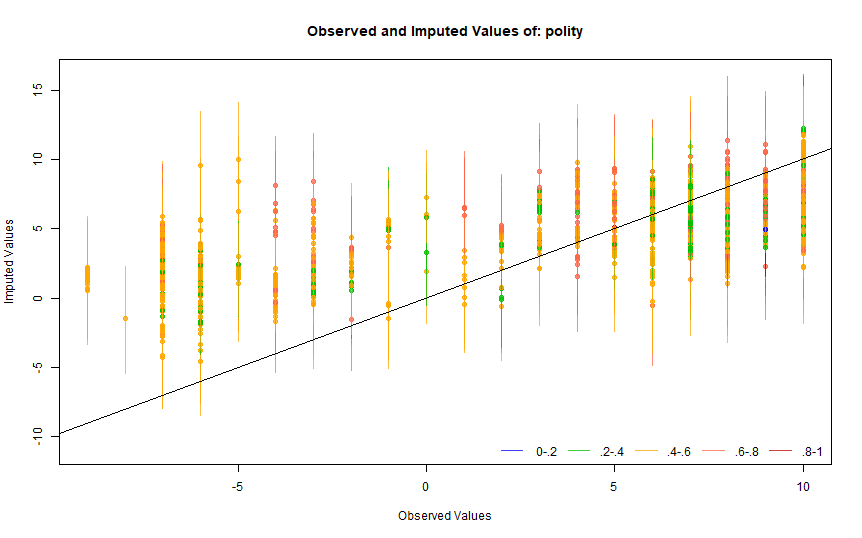 Observed and Imputed Values of: polity
Imputed Values
15
10
5
0
-5
-10
0-.2 .2-.4 .4-.6 .6-.8 .8-1
-5 0 5 10
Observed Values